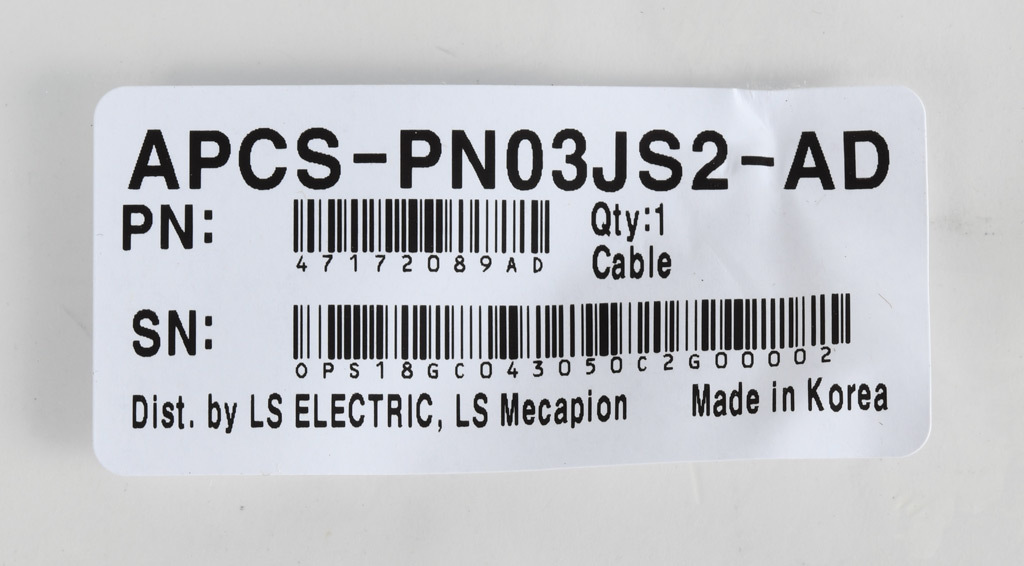 APCS-PN03JS2-AD
PN:
47172089AD
Qty:1
Cable
SN:
OPS18GC043050C2G00002
Dist. by LS ELECTRIC, LS Mecapion
Made in Korea